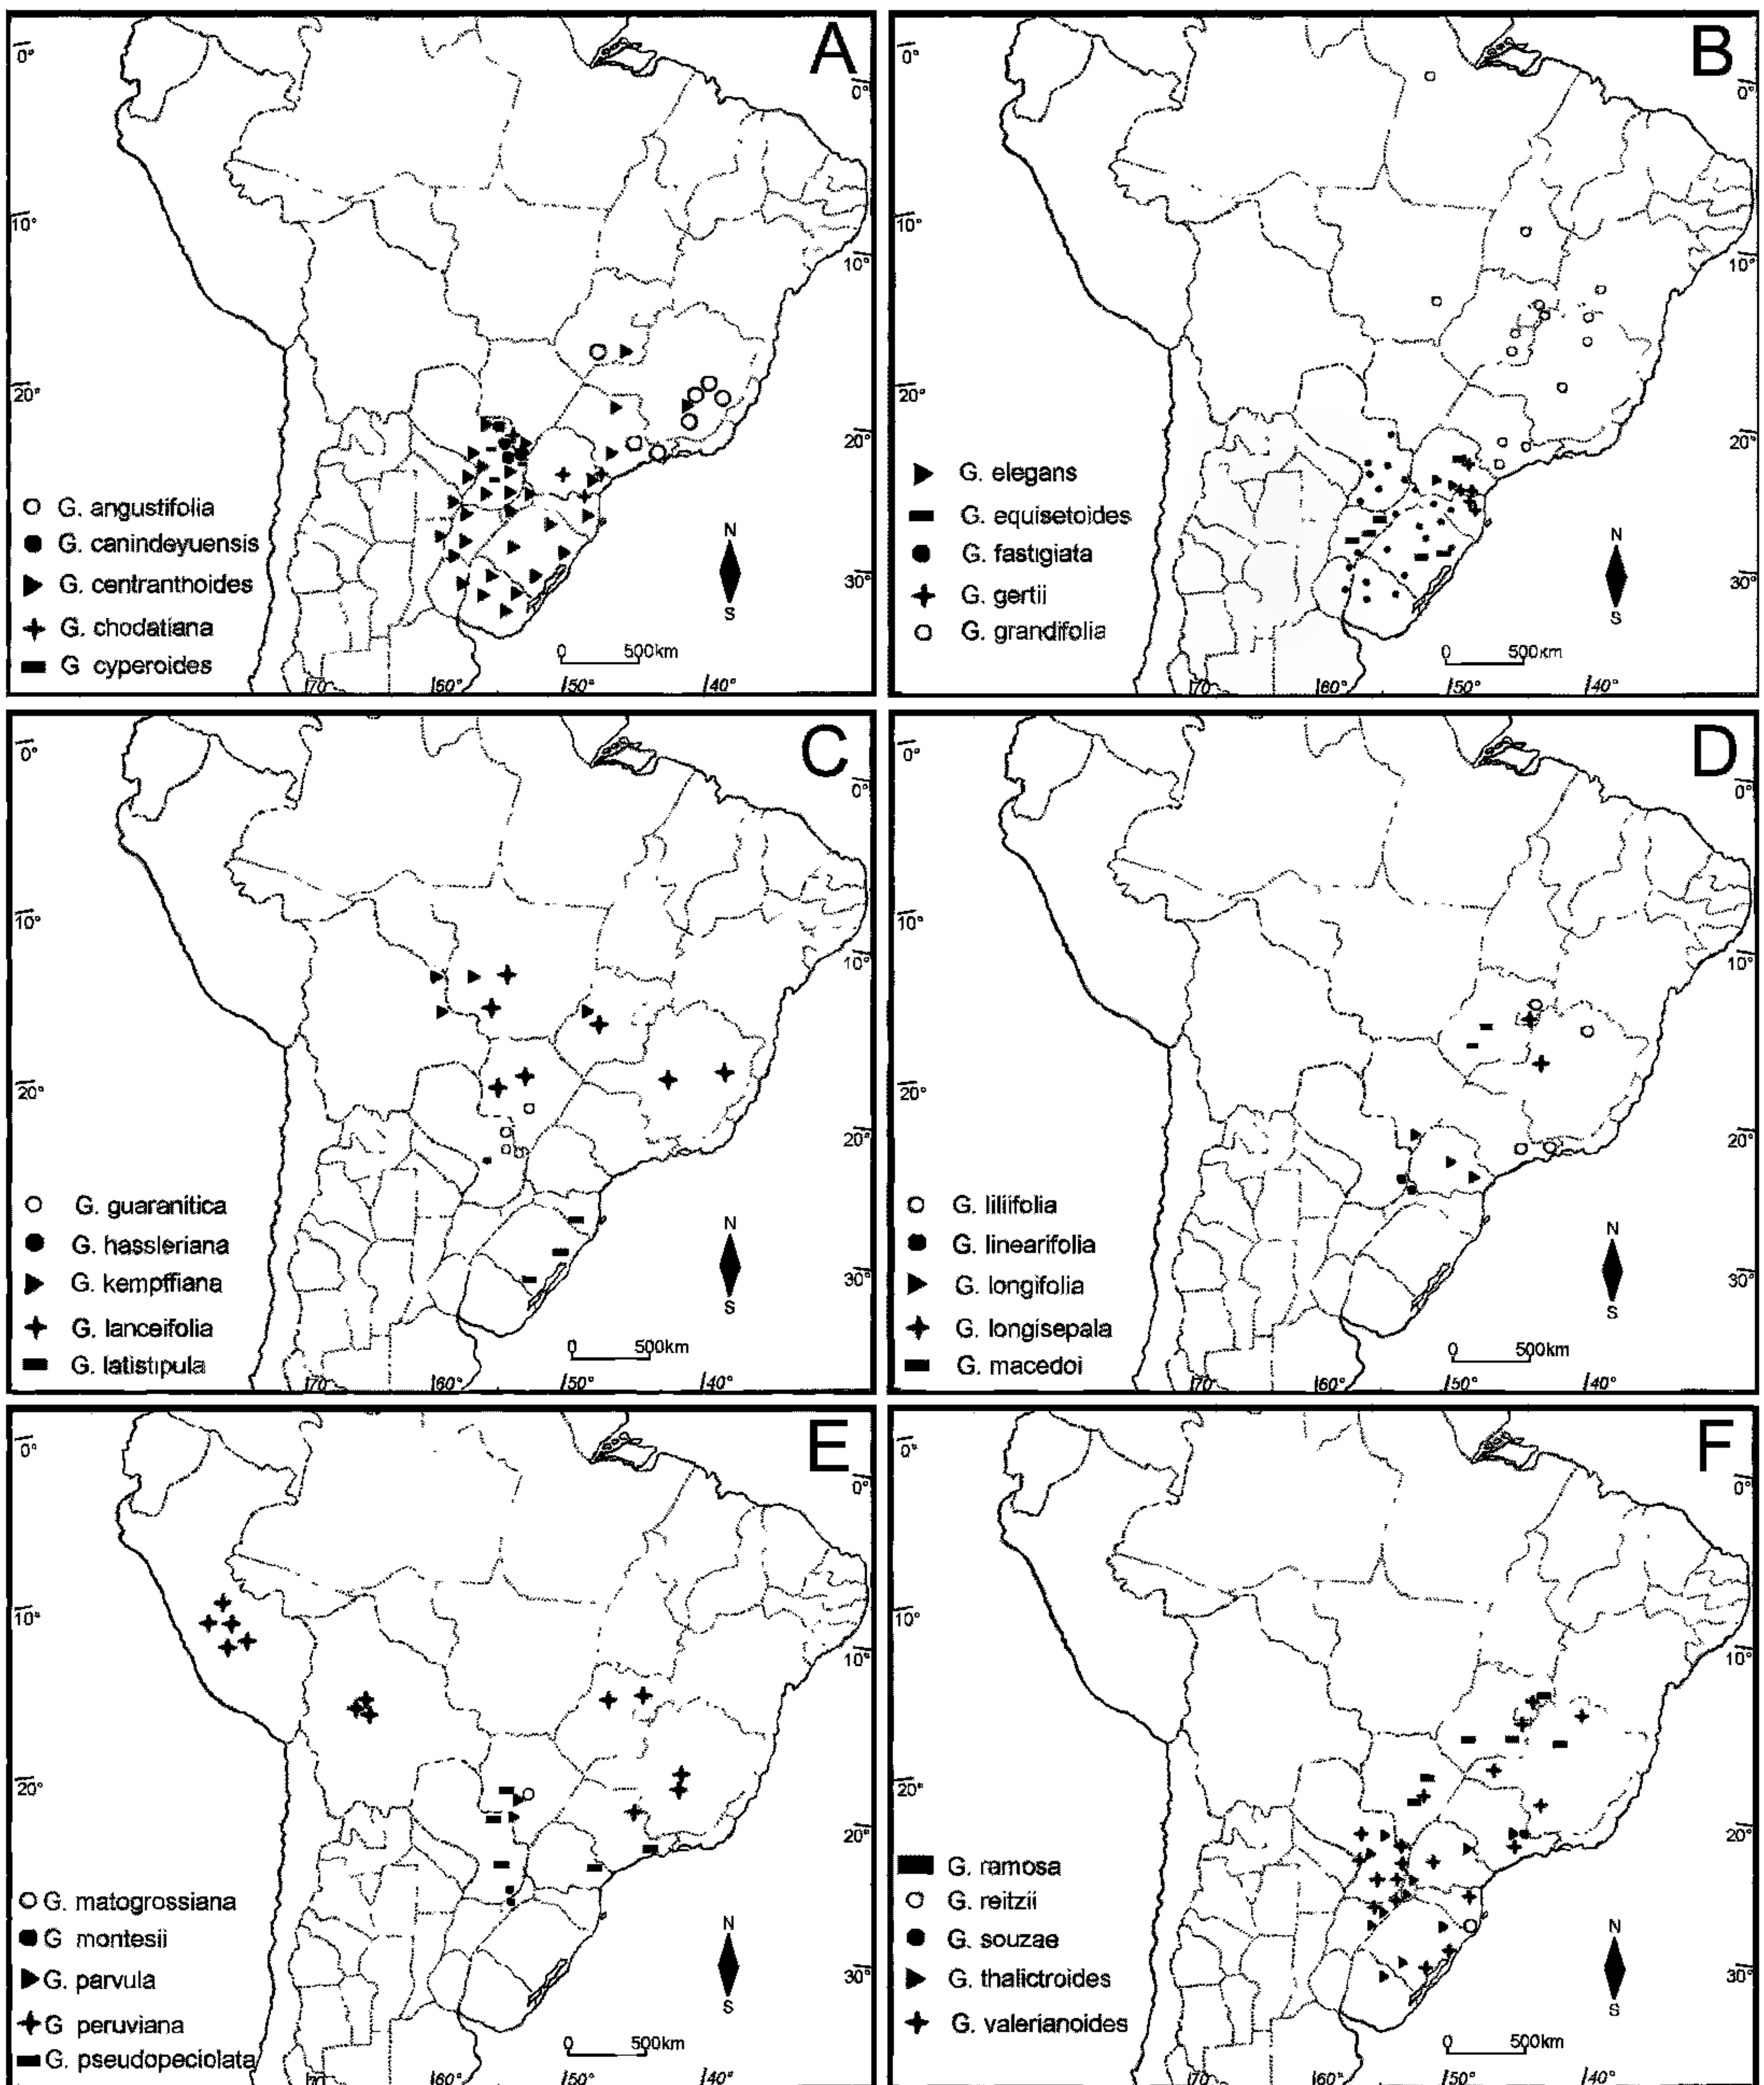 A
0°
0°
10°
10°
20°
20°
30°
G. angustifolia
G. canindeyuensis
G. centranthoides
G. chodatiana
G cyperoides
N
S
0 500km
70 60° 50° 40°
B
0°
0°
10°
10°
20°
20°
30°
G. elegans
G. equisetoides
G. fastigiata
G. gertii
G. grandifolia
N
S
0 500km
70 60° 50° 40°
C
0°
0°
10°
10°
20°
20°
30°
G. guaranitica
G. hassleriana
G. kempffiana
G. lanceifolia
G. latistipula
N
S
0 500km
70 60° 50° 40°
D
0°
0°
10°
10°
20°
20°
30°
G. liliifolia
G. linearifolia
G. longifolia
G. longisepala
G. macedoi
N
S
0 500km
70 60° 50° 40°
E
0°
0°
10°
10°
20°
20°
30°
G. matogrossiana
G montesii
G. parvula
G peruviana
G. pseudopeciolata
N
S
0 500km
60° 50° 40°
F
0°
0°
10°
10°
20°
20°
30°
G. ramosa
G. reitzii
G. souzae
G. thalictroides
G. valerianoides
N
S
0 500km
70 60° 50° 40°